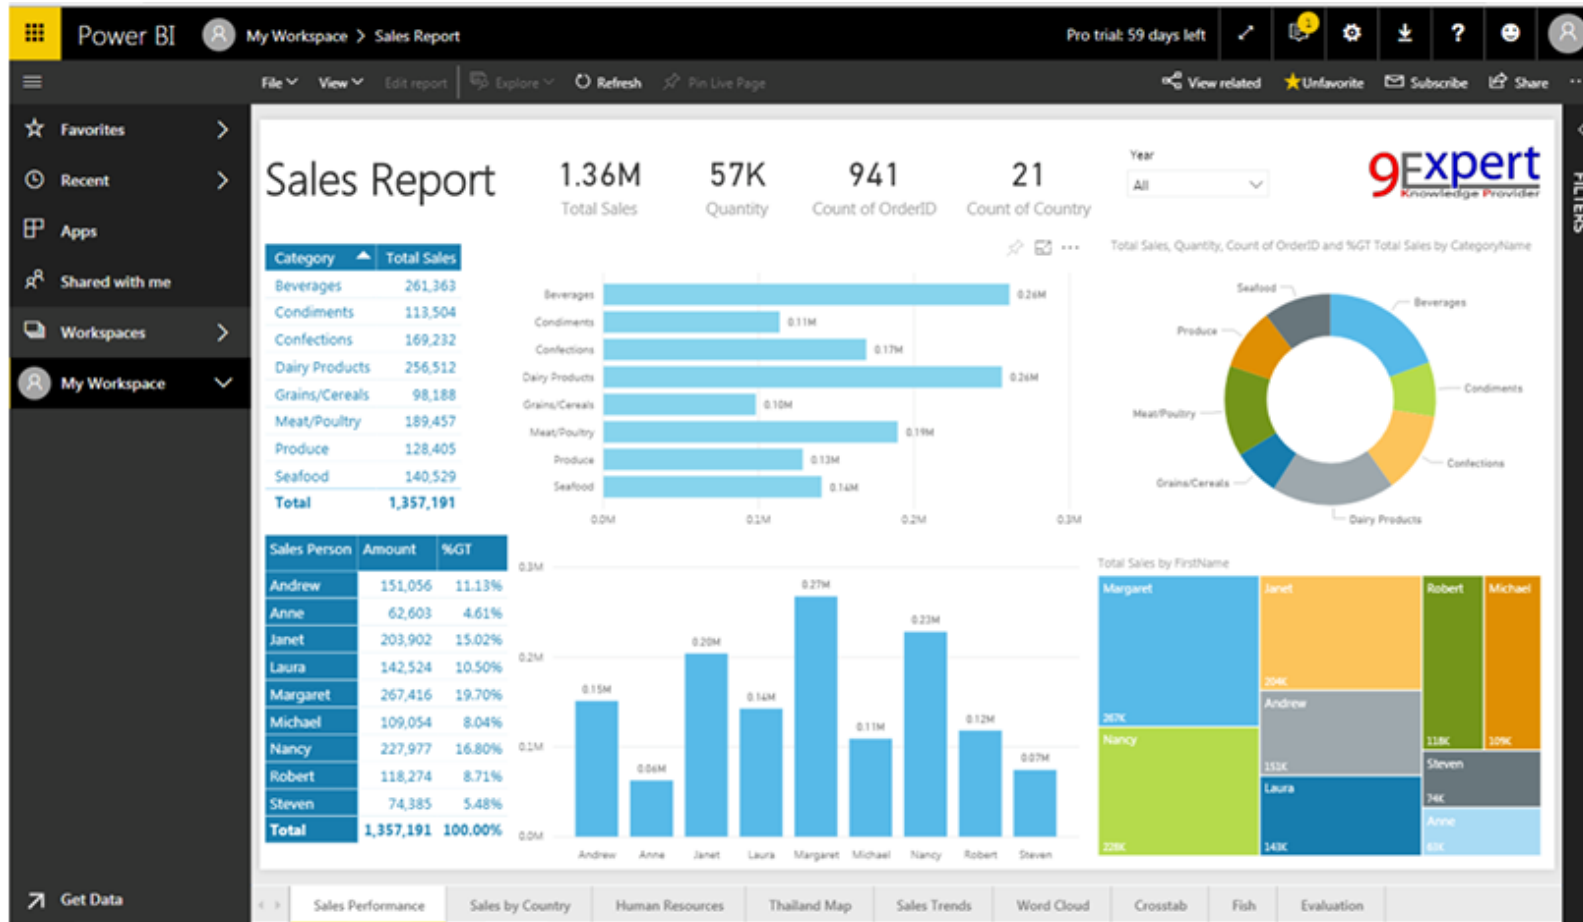 Power BI
My Workspace > Sales Report
Pro trial: 59 days left
1
File View Edit report Explore Refresh Pin Live Page View related Unfavorite Subscribe Share
Favorites
Recent
Apps
Shared with me
Workspaces
My Workspace
Get Data
FILTERS
Sales Report
1.36M
Total Sales
57K
Quantity
941
Count of OrderID
21
Count of Country
Year
All
9Expert
Knowledge Provider
Category Total Sales
Beverages 261,363
Condiments 113,504
Confections 169,232
Dairy Products 256,512
Grains/Cereals 98,188
Meat/Poultry 189,457
Produce 128,405
Seafood 140,529
Total 1,357,191
Beverages 0.26M
Condiments 0.11M
Confections 0.17M
Dairy Products 0.26M
Grains/Cereals 0.10M
Meat/Poultry 0.19M
Produce 0.13M
Seafood 0.14M
0.0M 0.1M 0.2M 0.3M
Total Sales, Quantity, Count of OrderID and %GT Total Sales by CategoryName
Seafood
Beverages
Produce
Condiments
Meat/Poultry
Confections
Grains/Cereals
Dairy Products
Sales Person Amount %GT
Andrew 151,056 11.13%
Anne 62,603 4.61%
Janet 203,902 15.02%
Laura 142,524 10.50%
Margaret 267,416 19.70%
Michael 109,054 8.04%
Nancy 227,977 16.80%
Robert 118,274 8.71%
Steven 74,385 5.48%
Total 1,357,191 100.00%
0.3M
0.2M
0.1M
0.0M
0.15M
0.06M
0.20M
0.14M
0.27M
0.11M
0.23M
0.12M
0.07M
Andrew Anne Janet Laura Margaret Michael Nancy Robert Steven
Total Sales by FirstName
Margaret
267K
Nancy
228K
Janet
204K
Andrew
151K
Laura
143K
Robert
118K
Michael
109K
Steven
74K
Anne
63K
Sales Performance Sales by Country Human Resources Thailand Map Sales Trends Word Cloud Crosstab Fish Evaluation